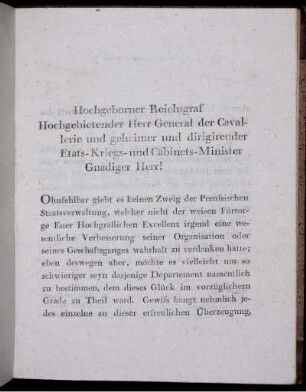 Hochgeborner Reichsgraf
Hochgebietender Herr General der Caval-
lerie und geheimer und dirigirender
Etats-Kriegs-und Cabinets-Minister
Gnädiger Herr!
Ohnfehlbar giebt es keinen Zweig der Preussischen
Staatsverwaltung, welcher nicht der weisen Fürsor-
ge Euer Hochgräflichen Excellenz irgend eine we-
sentliche Verbesserung seiner Organisation oder
seines Geschäftsganges wahrhaft zu verdanken hätte;
eben deswegen aber, möchte es vielleicht um so
schwieriger seyn dasjenige Departement namentlich
zu bestimmen, dem dieses Glück im vorzüglichern
Grade zu Theil ward. Gewiss hängt nehmlich je-
des einzelne an dieser erfreulichen Überzeugung,